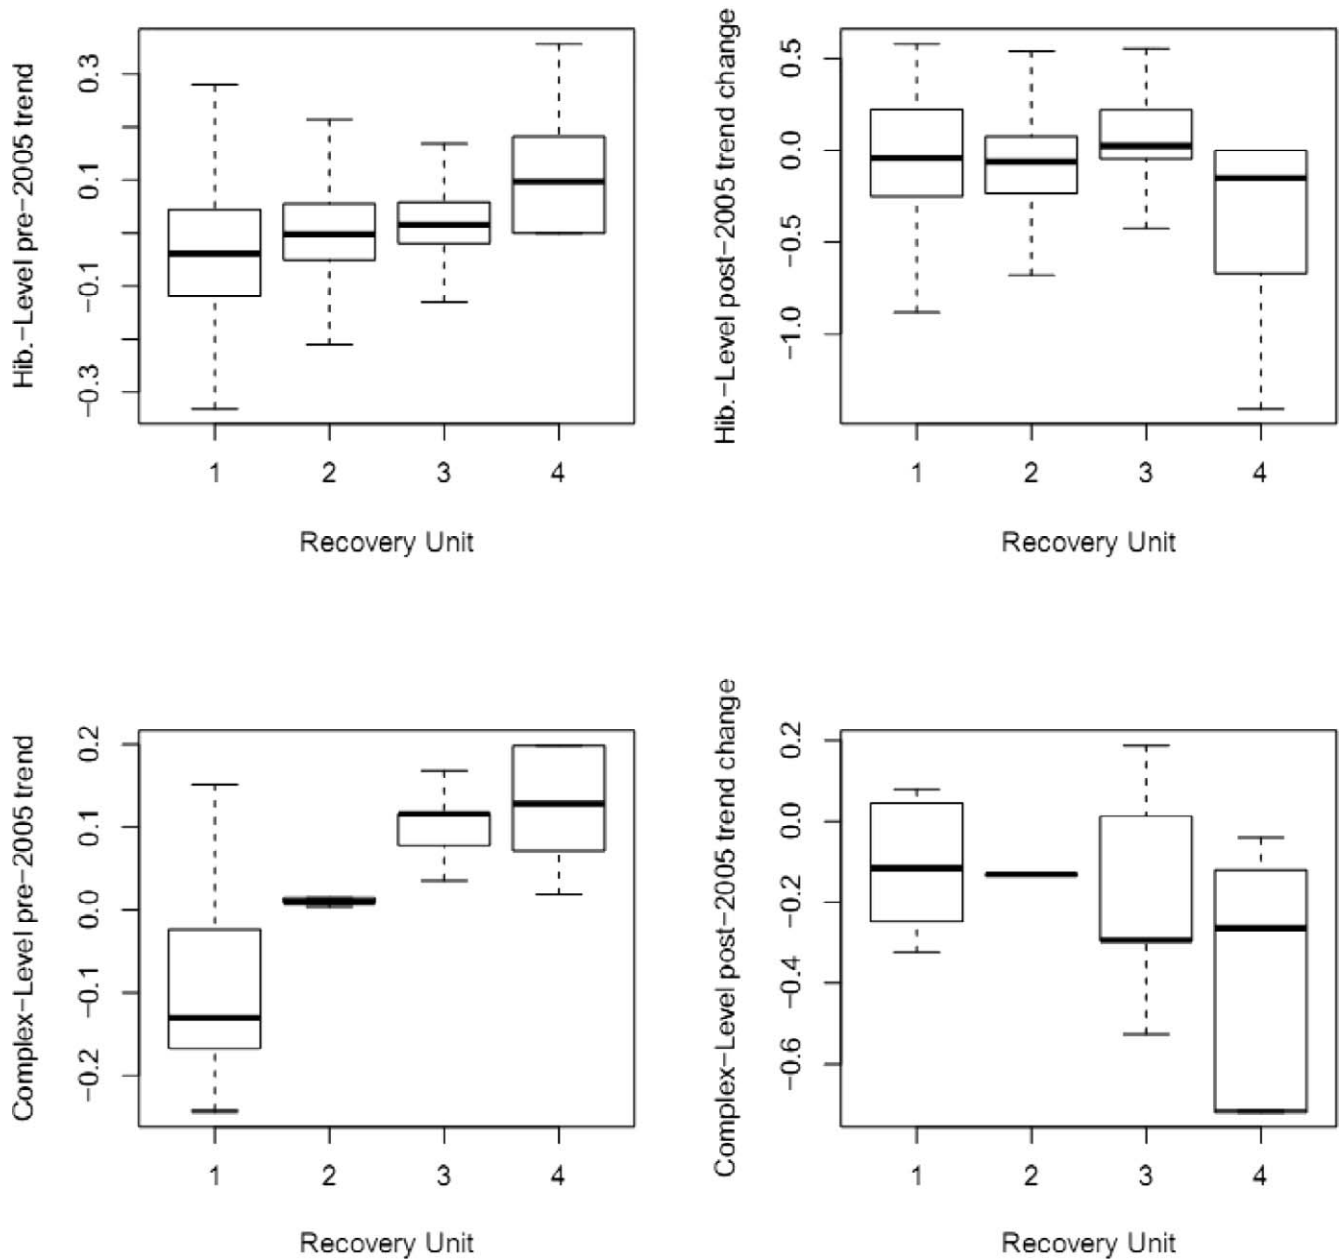 Hib.−Level pre−2005 trend
0.3
0.1
−0.1
−0.3
1 2 3 4
Recovery Unit
Hib.−Level post−2005 trend change
0.5
0.0
−0.5
−1.0
1 2 3 4
Recovery Unit
Complex−Level pre−2005 trend
0.2
0.1
0.0
−0.1
−0.2
1 2 3 4
Recovery Unit
Complex−Level post−2005 trend change
0.2
0.0
−0.2
−0.4
−0.6
1 2 3 4
Recovery Unit